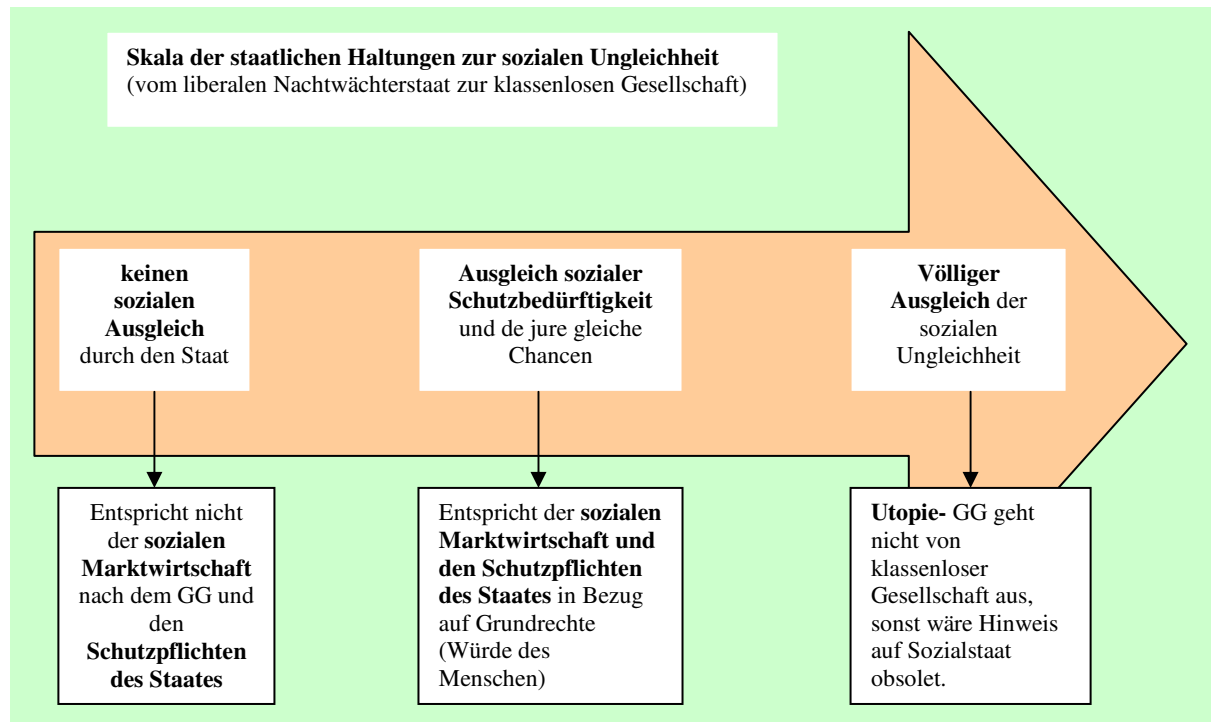 Skala der staatlichen Haltungen zur sozialen Ungleichheit
(vom liberalen Nachtwächterstaat zur klassenlosen Gesellschaft)
keinen
sozialen
Ausgleich
durch den Staat
Ausgleich sozialer
Schutzbedürftigkeit
und de jure gleiche
Chancen
Völliger
Ausgleich der
sozialen
Ungleichheit
Entspricht nicht
der sozialen
Marktwirtschaft
nach dem GG und
den
Schutzpflichten
des Staates
Entspricht der sozialen
Marktwirtschaft und
den Schutzpflichten
des Staates in Bezug
auf Grundrechte
(Würde des
Menschen)
Utopie- GG geht
nicht von
klassenloser
Gesellschaft aus,
sonst wäre Hinweis
auf Sozialstaat
obsolet.